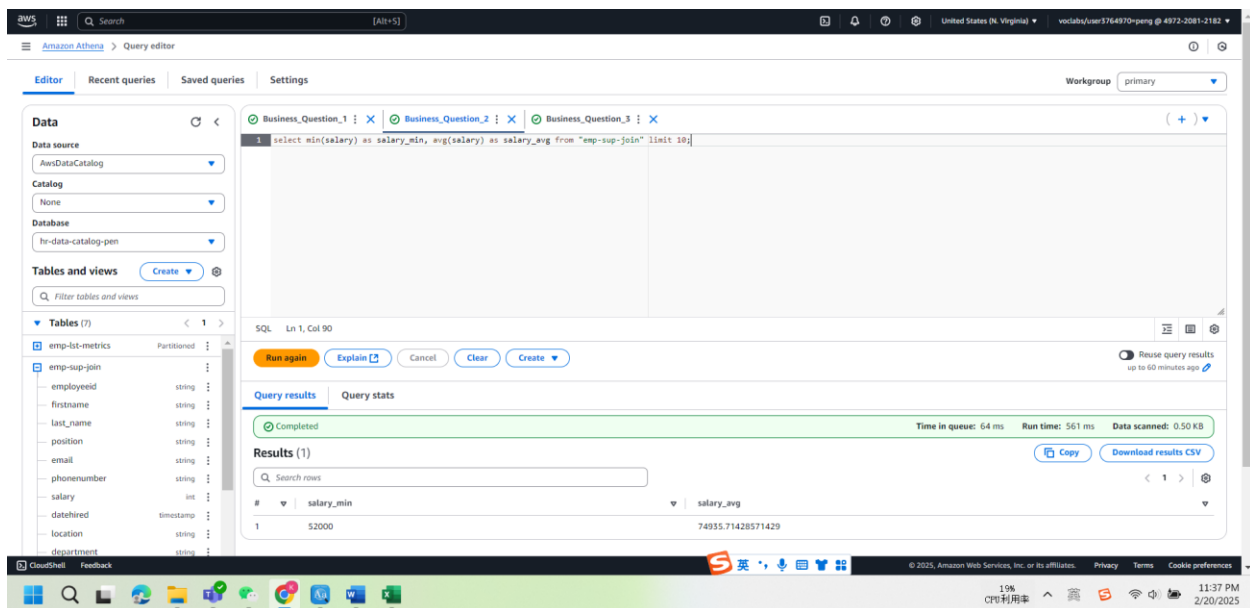 aws
Search [Alt+S] United States (N. Virginia) voclabs/user3764970=peng @ 4972-2081-2182
Amazon Athena > Query editor
Editor Recent queries Saved queries Settings Workgroup primary
Data
Data source
AwsDataCatalog
Catalog
None
Database
hr-data-catalog-pen
Tables and views Create
Filter tables and views
Tables (7) < 1 >
emp-lst-metrics Partitioned
emp-sup-join
employeeid string
firstname string
last_name string
position string
email string
phonenumber string
salary int
datehired timestamp
location string
department string
Business_Question_1 Business_Question_2 Business_Question_3
1 select min(salary) as salary_min, avg(salary) as salary_avg from "emp-sup-join" limit 10;
SQL Ln 1, Col 90
Run again Explain Cancel Clear Create
Reuse query results
up to 60 minutes ago
Query results Query stats
Completed Time in queue: 64 ms Run time: 561 ms Data scanned: 0.50 KB
Results (1) Copy Download results CSV
Search rows < 1 >
# salary_min salary_avg
1 52000 74935.71428571429
CloudShell Feedback © 2025, Amazon Web Services, Inc. or its affiliates. Privacy Terms Cookie preferences
英
19%
CPU利用率
11:37 PM
2/20/2025